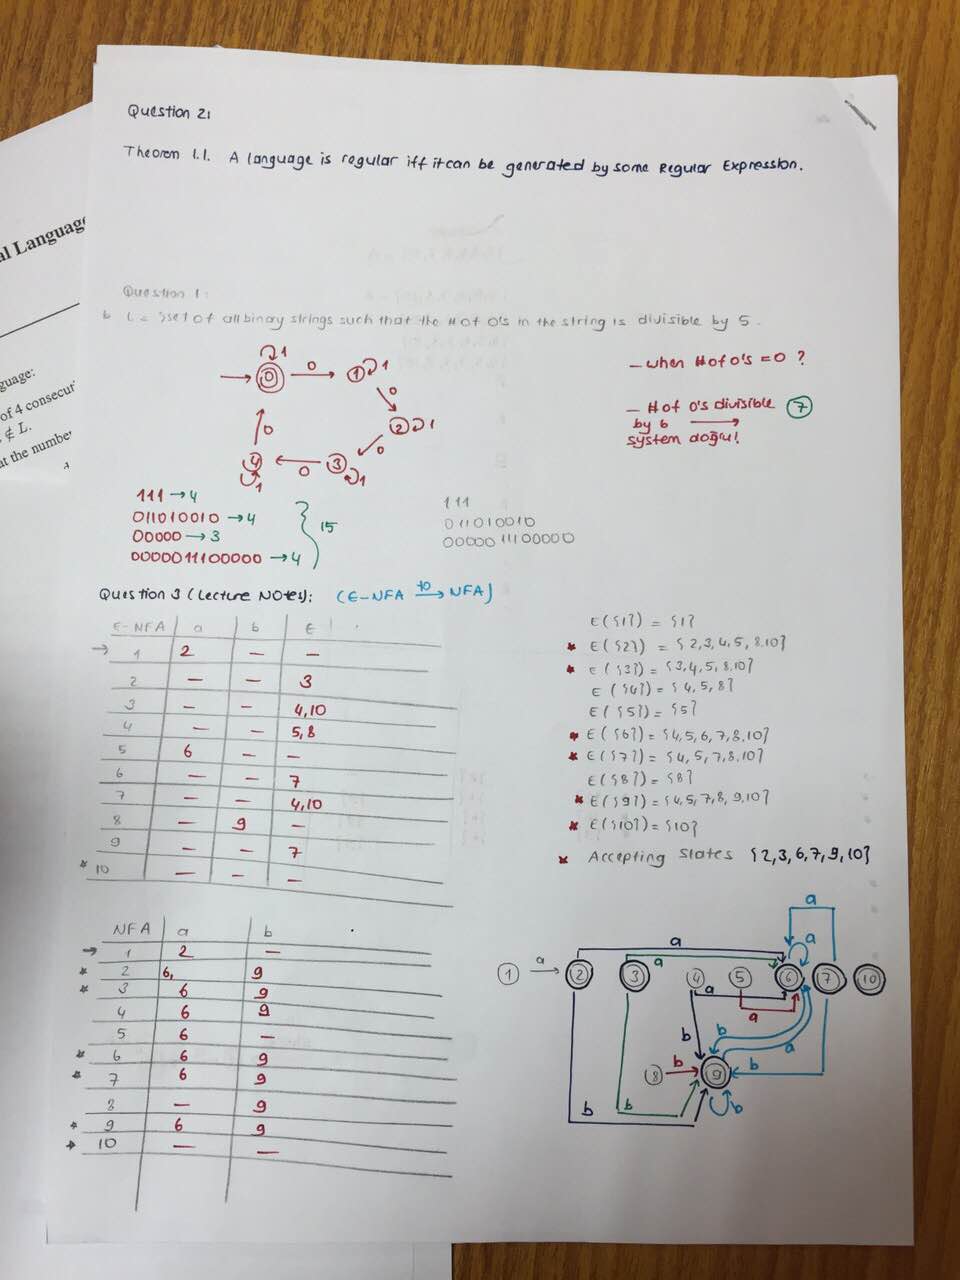 Question 2:
Theorem 1.1. A language is regular iff it can be generated by some Regular Expression.
al Language
guage:
of 4 consecut
∉ L.
at the number
Question 1:
b L = set of all binary strings such that the # of 0's in the string is divisible by 5.
0 1 0 1 1
0
2 1
0 0
4 0 3 1
1
- when # of 0's = 0 ?
- # of 0's divisible 7
by 6 →
system doğru!
111 → 4
011010010 → 4
00000 → 3
0000011100000 → 4
15
111
011010010
0000011100000
Question 3 (Lecture Notes): (ϵ-NFA to→ NFA)
ϵ-NFA a b ϵ
→ 1 2 — —
2 — — 3
3 — — 4,10
4 — — 5,8
5 6 — —
6 — — 7
7 — — 4,10
8 — 9 —
9 — — 7
* 10 — — —
ϵ({1}) = {1}
* ϵ({2}) = {2,3,4,5,8,10}
* ϵ({3}) = {3,4,5,8,10}
ϵ({4}) = {4,5,8}
ϵ({5}) = {5}
* ϵ({6}) = {4,5,6,7,8,10}
* ϵ({7}) = {4,5,7,8,10}
ϵ({8}) = {8}
* ϵ({9}) = {4,5,7,8,9,10}
* ϵ({10}) = {10}
* Accepting States {2,3,6,7,9,10}
NFA a b
→ 1 2 —
* 2 6, 9
* 3 6 9
4 6 9
5 6 —
* 6 6 9
* 7 6 9
8 — 9
* 9 6 9
* 10 — —
a
a a a
1 a 2 3 4 5 6 7 10
a a
b b a
8 b 9 b
b b b